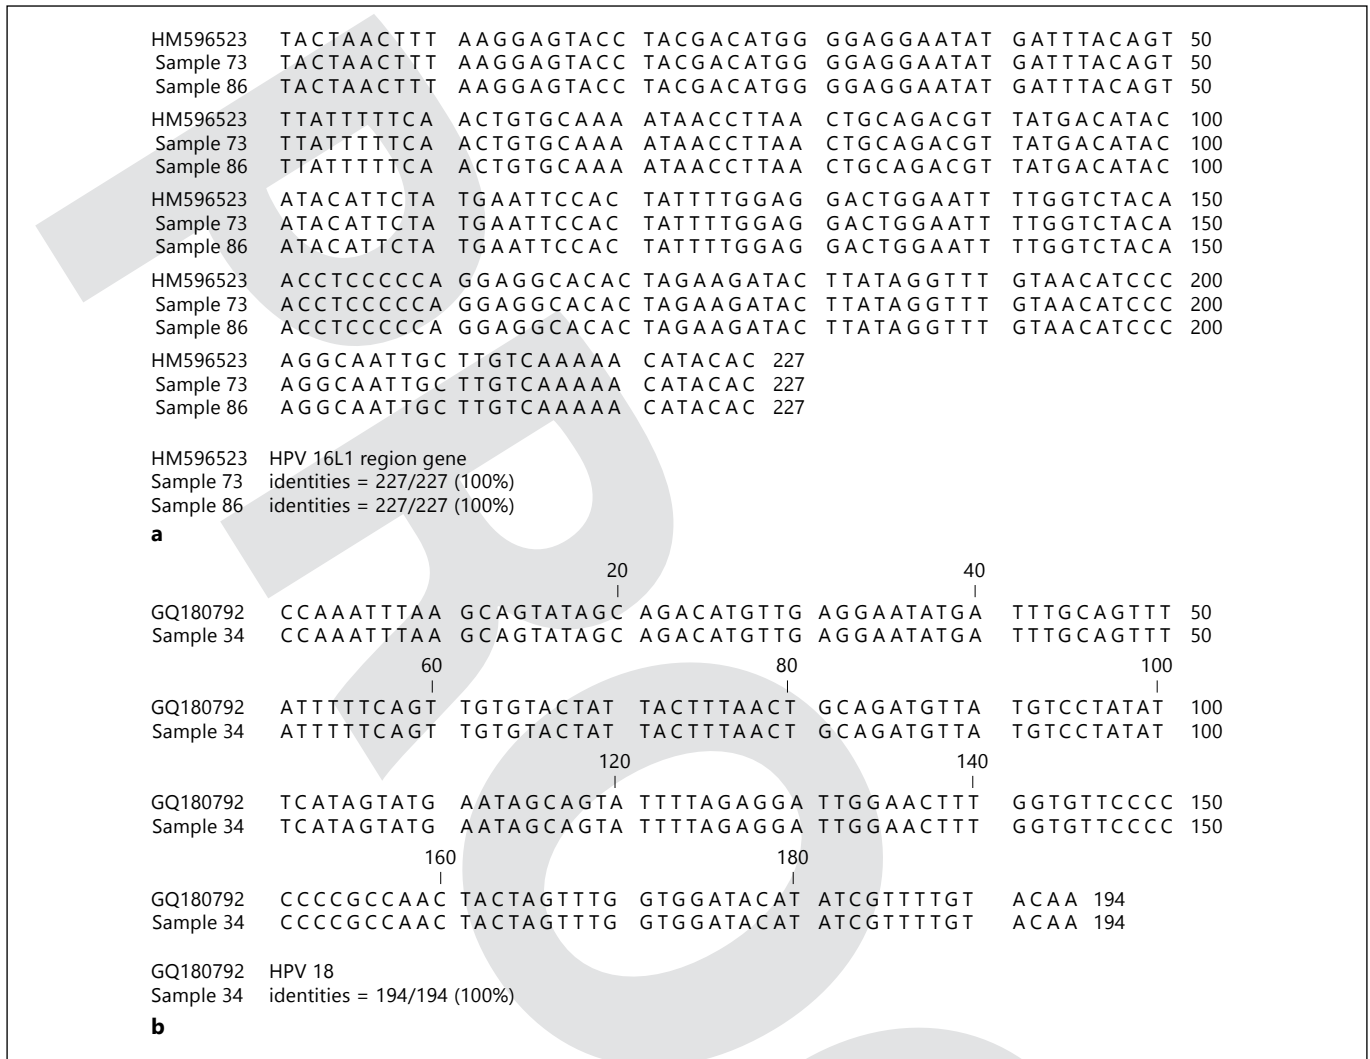 HM596523 TACTAACTTT AAGGAGTACC TACGACATGG GGAGGAATAT GATTTACAGT 50
Sample 73 TACTAACTTT AAGGAGTACC TACGACATGG GGAGGAATAT GATTTACAGT 50
Sample 86 TACTAACTTT AAGGAGTACC TACGACATGG GGAGGAATAT GATTTACAGT 50
HM596523 TTATTTTTCA ACTGTGCAAA ATAACCTTAA CTGCAGACGT TATGACATAC 100
Sample 73 TTATTTTTCA ACTGTGCAAA ATAACCTTAA CTGCAGACGT TATGACATAC 100
Sample 86 TTATTTTTCA ACTGTGCAAA ATAACCTTAA CTGCAGACGT TATGACATAC 100
HM596523 ATACATTCTA TGAATTCCAC TATTTTGGAG GACTGGAATT TTGGTCTACA 150
Sample 73 ATACATTCTA TGAATTCCAC TATTTTGGAG GACTGGAATT TTGGTCTACA 150
Sample 86 ATACATTCTA TGAATTCCAC TATTTTGGAG GACTGGAATT TTGGTCTACA 150
HM596523 ACCTCCCCCA GGAGGCACAC TAGAAGATAC TTATAGGTTT GTAACATCCC 200
Sample 73 ACCTCCCCCA GGAGGCACAC TAGAAGATAC TTATAGGTTT GTAACATCCC 200
Sample 86 ACCTCCCCCA GGAGGCACAC TAGAAGATAC TTATAGGTTT GTAACATCCC 200
HM596523 AGGCAATTGC TTGTCAAAAA CATACAC 227
Sample 73 AGGCAATTGC TTGTCAAAAA CATACAC 227
Sample 86 AGGCAATTGC TTGTCAAAAA CATACAC 227
HM596523 HPV 16L1 region gene
Sample 73 identities = 227/227 (100%)
Sample 86 identities = 227/227 (100%)
a
20 40
GQ180792 CCAAATTTAA GCAGTATAGC AGACATGTTG AGGAATATGA TTTGCAGTTT 50
Sample 34 CCAAATTTAA GCAGTATAGC AGACATGTTG AGGAATATGA TTTGCAGTTT 50
60 80 100
GQ180792 ATTTTTCAGT TGTGTACTAT TACTTTAACT GCAGATGTTA TGTCCTATAT 100
Sample 34 ATTTTTCAGT TGTGTACTAT TACTTTAACT GCAGATGTTA TGTCCTATAT 100
120 140
GQ180792 TCATAGTATG AATAGCAGTA TTTTAGAGGA TTGGAACTTT GGTGTTCCCC 150
Sample 34 TCATAGTATG AATAGCAGTA TTTTAGAGGA TTGGAACTTT GGTGTTCCCC 150
160 180
GQ180792 CCCCGCCAAC TACTAGTTTG GTGGATACAT ATCGTTTTGT ACAA 194
Sample 34 CCCCGCCAAC TACTAGTTTG GTGGATACAT ATCGTTTTGT ACAA 194
GQ180792 HPV 18
Sample 34 identities = 194/194 (100%)
b